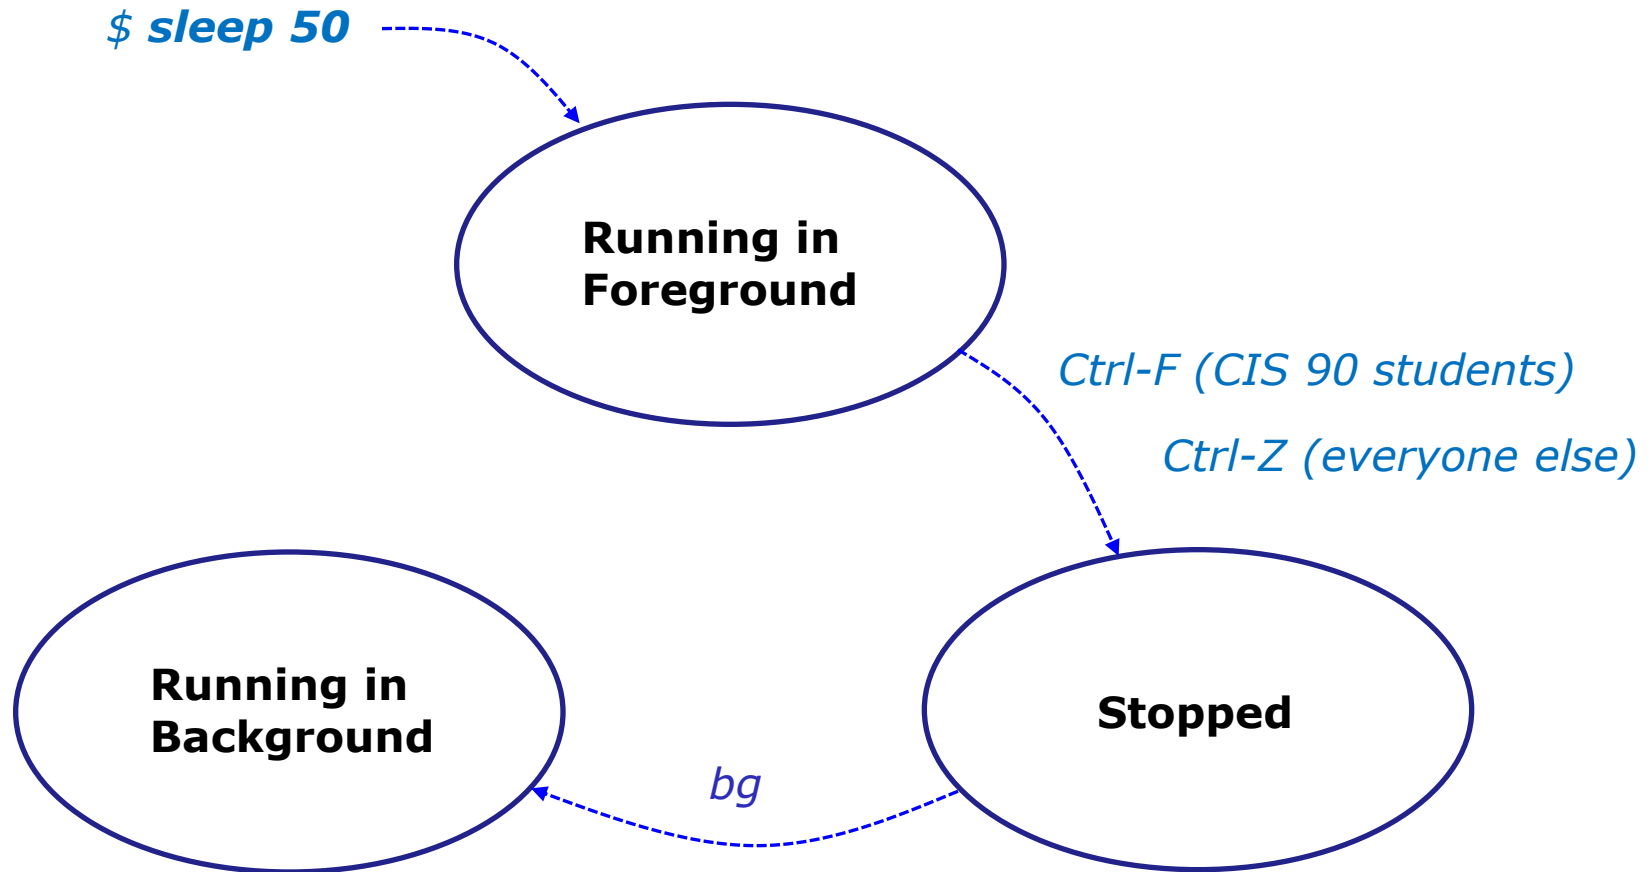 $ sleep 50
Running in
Foreground
Ctrl-F (CIS 90 students)
Ctrl-Z (everyone else)
Running in
Background
Stopped
bg